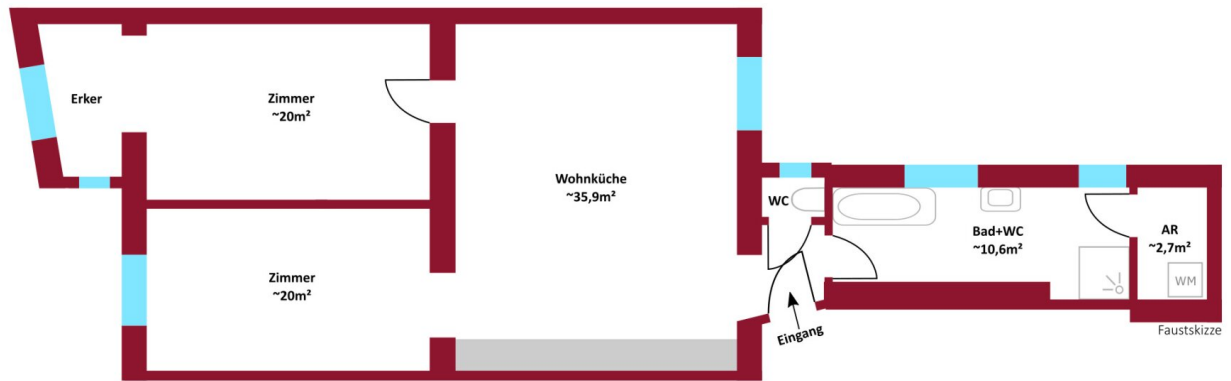 Erker
Zimmer
~20m²
Wohnküche
~35,9m²
WC
Bad+WC
~10,6m²
AR
~2,7m²
WM
Zimmer
~20m²
Eingang
Faustskizze